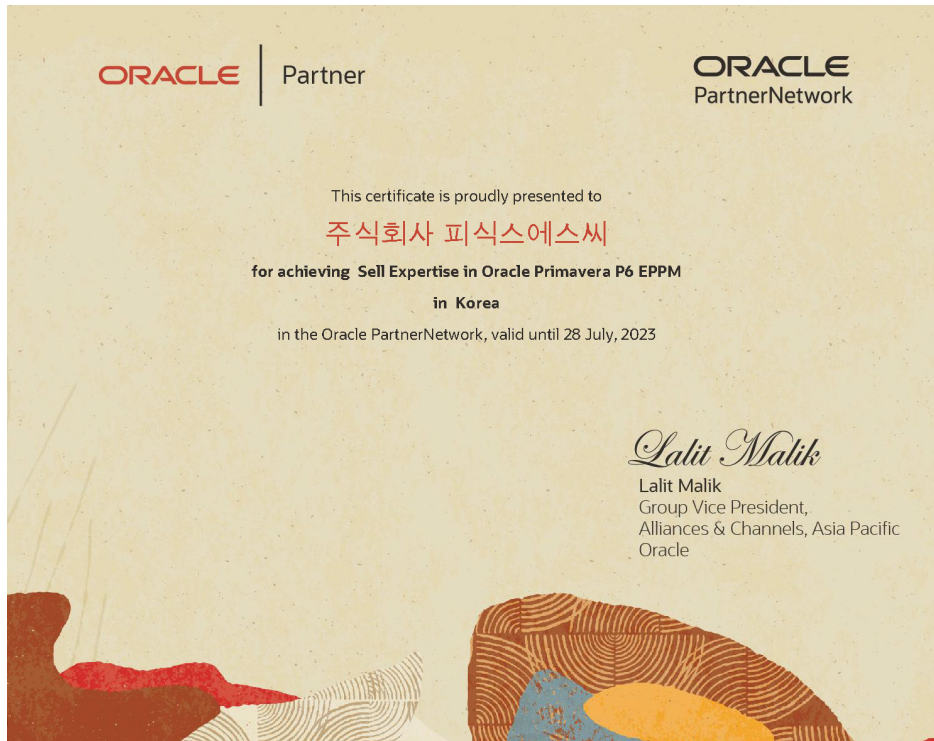 ORACLE | Partner
ORACLE
PartnerNetwork
This certificate is proudly presented to
주식회사 피식스에스씨
for achieving Sell Expertise in Oracle Primavera P6 EPPM
in Korea
in the Oracle PartnerNetwork, valid until 28 July, 2023
Lalit Malik
Lalit Malik
Group Vice President,
Alliances & Channels, Asia Pacific
Oracle